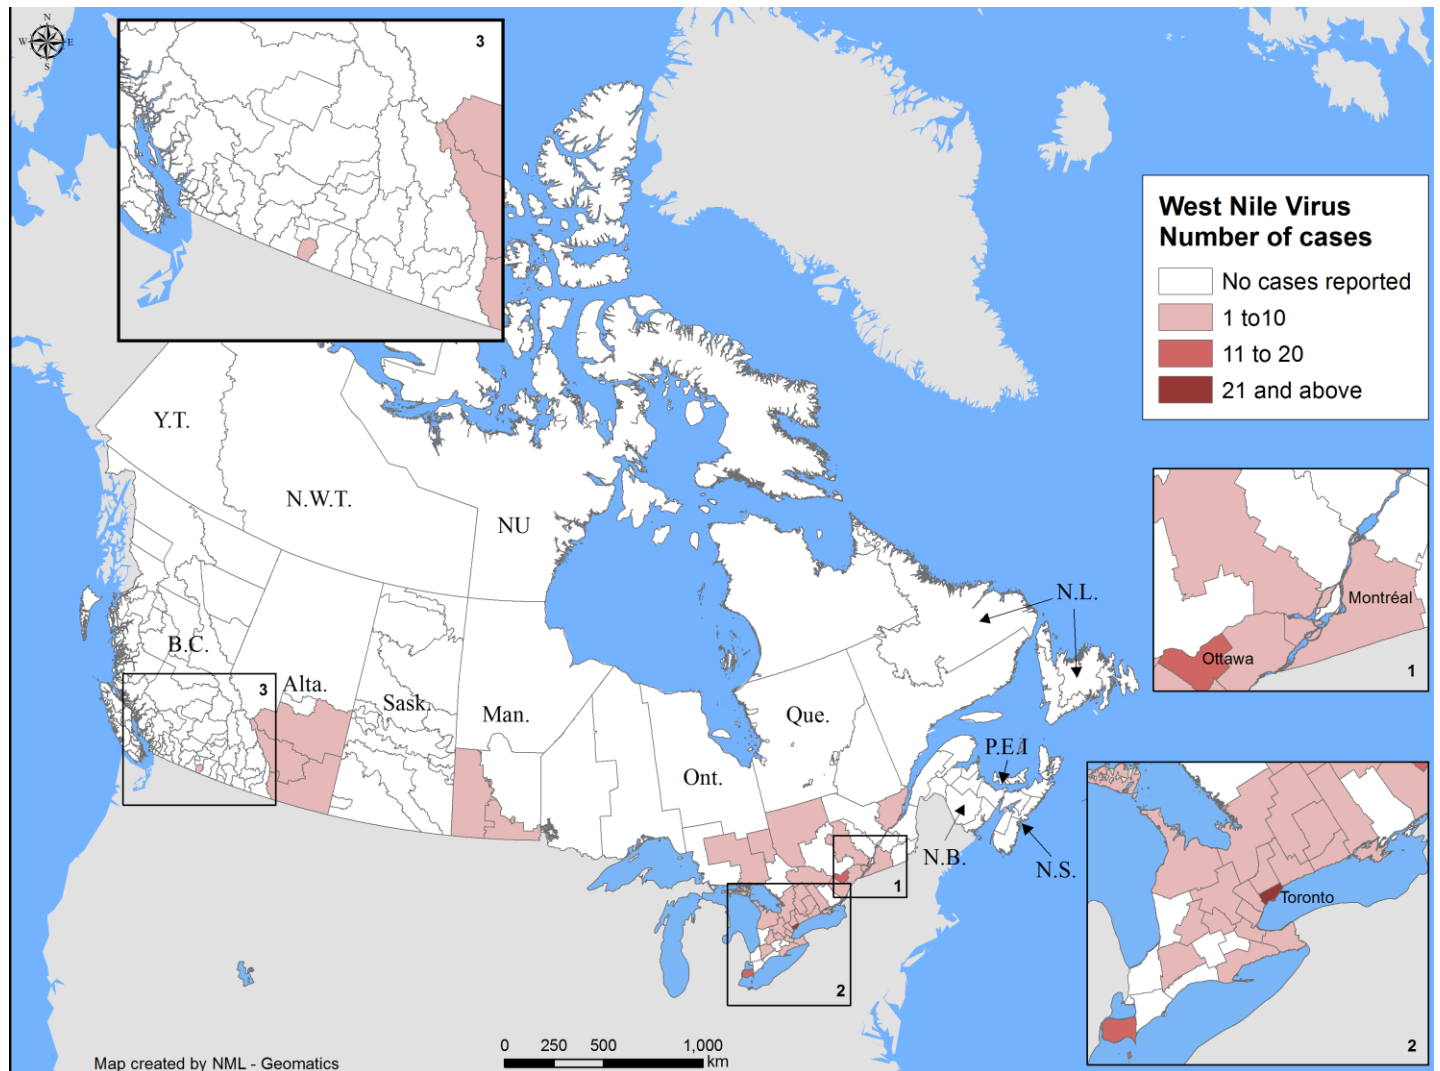 N
W E
S
3
West Nile Virus
Number of cases
No cases reported
1 to10
11 to 20
21 and above
Y.T.
N.W.T.
NU
N.L.
B.C.
3
Alta.
Sask.
Man.
Ont.
Que.
P.E.I
N.B.
N.S.
1
2
Montréal
Ottawa
1
Toronto
2
0 250 500 1,000
km
Map created by NML - Geomatics